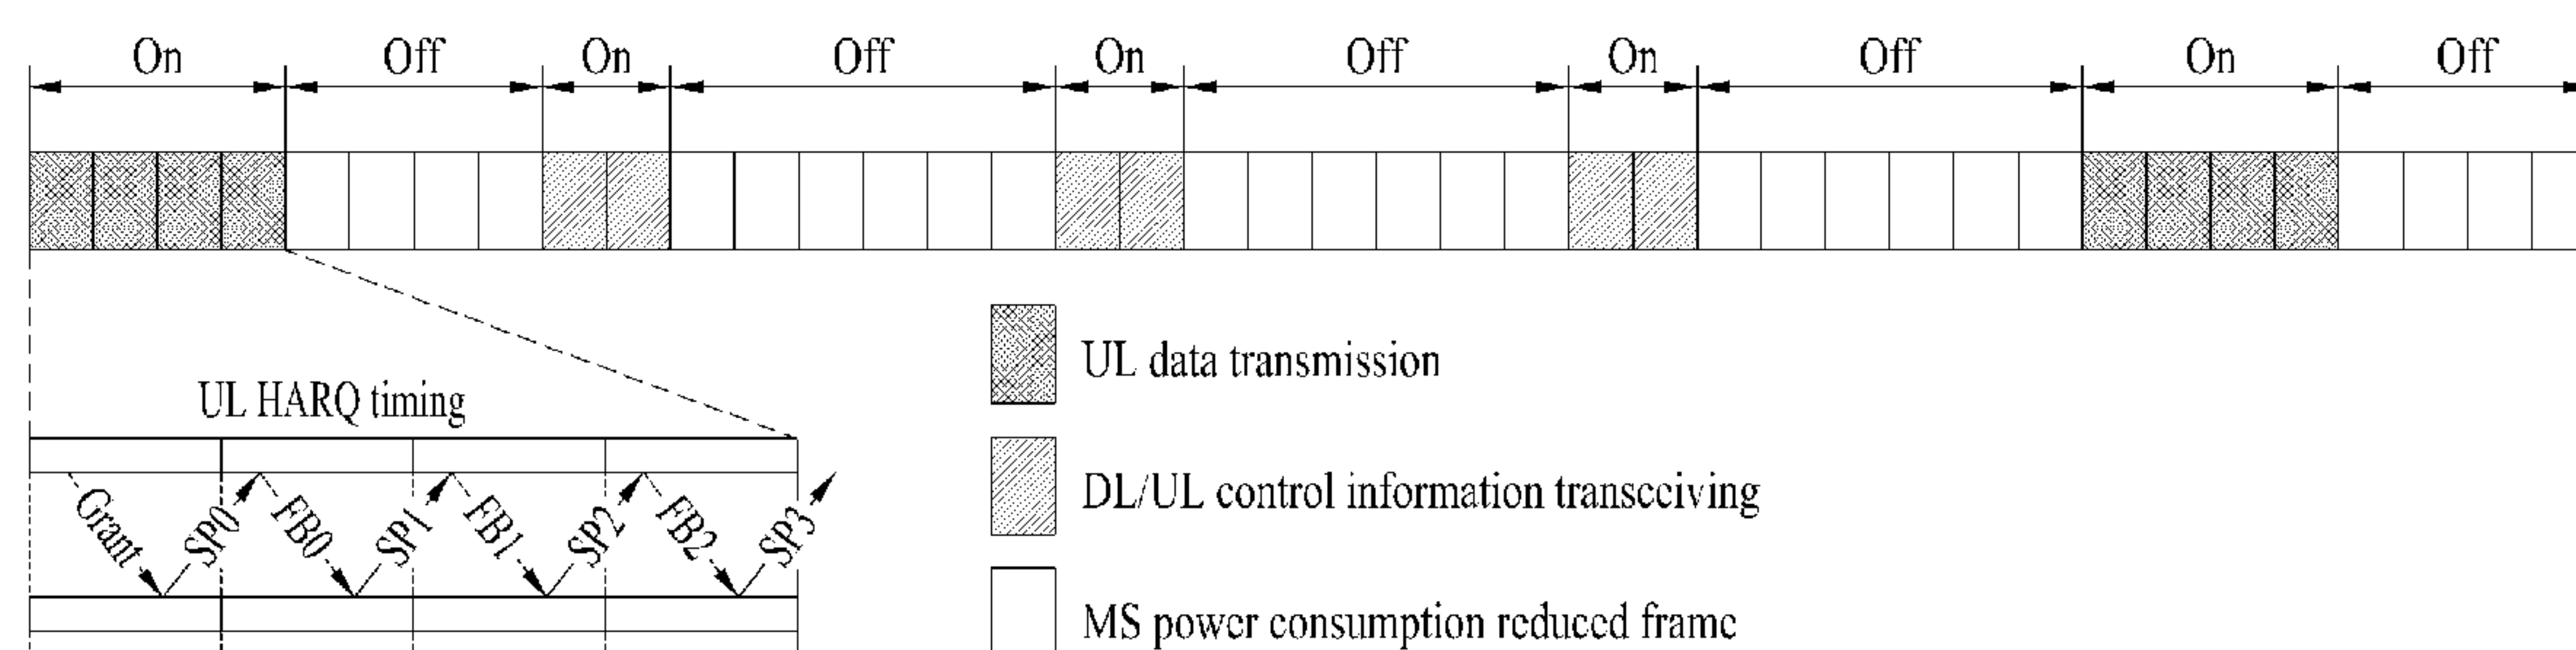 On Off On Off On Off On Off On Off
UL data transmission
UL HARQ timing
DL/UL control information transceiving
Grant SP0 FB0 SP1 FB1 SP2 FB2 SP3
MS power consumption reduced frame